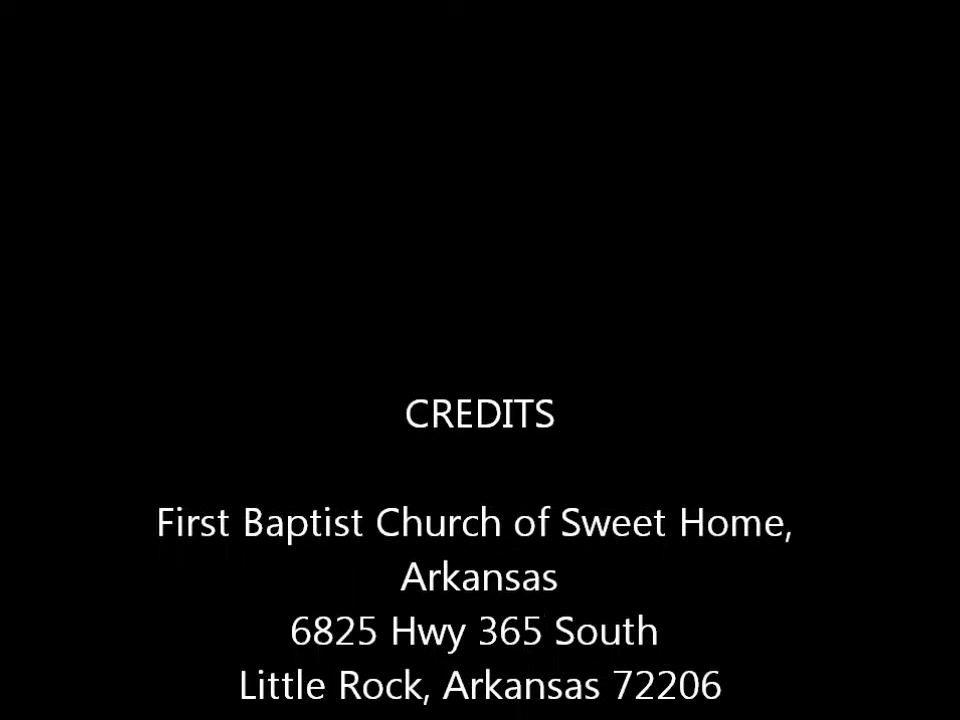 CREDITS
First Baptist Church of Sweet Home,
Arkansas
6825 Hwy 365 South
Little Rock, Arkansas 72206